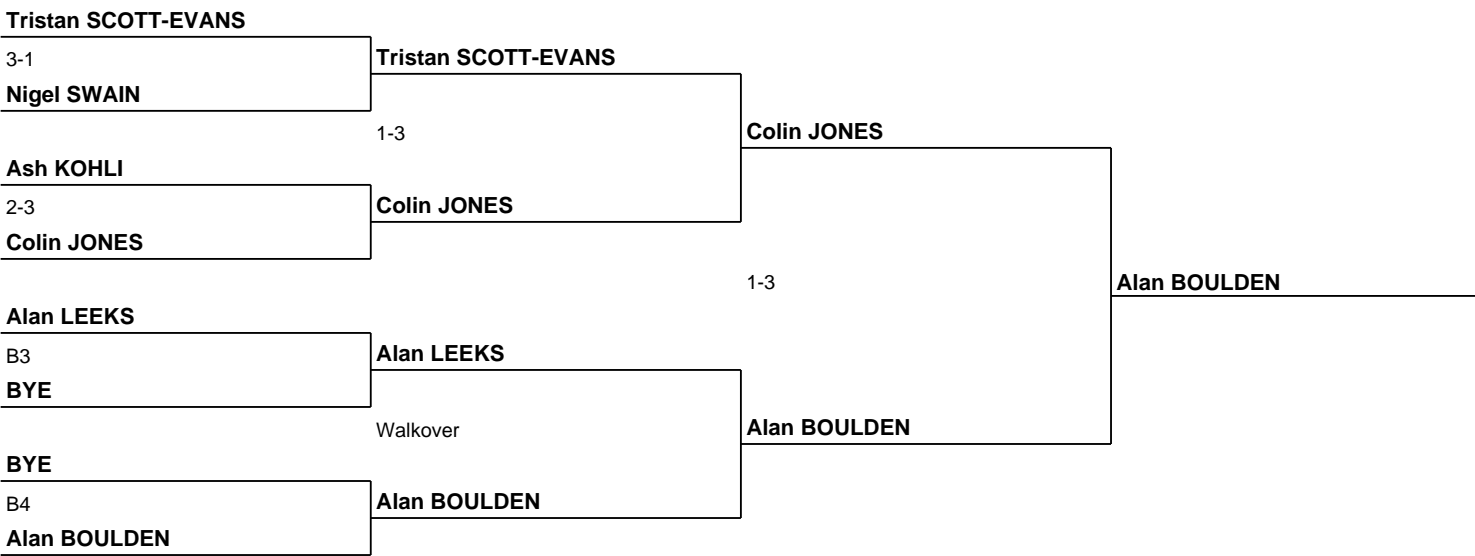 Tristan SCOTT-EVANS
3-1
Nigel SWAIN
Ash KOHLI
2-3
Colin JONES
Alan LEEKS
B3
BYE
BYE
B4
Alan BOULDEN
Tristan SCOTT-EVANS
1-3
Colin JONES
Alan LEEKS
Walkover
Alan BOULDEN
Colin JONES
1-3
Alan BOULDEN
Alan BOULDEN